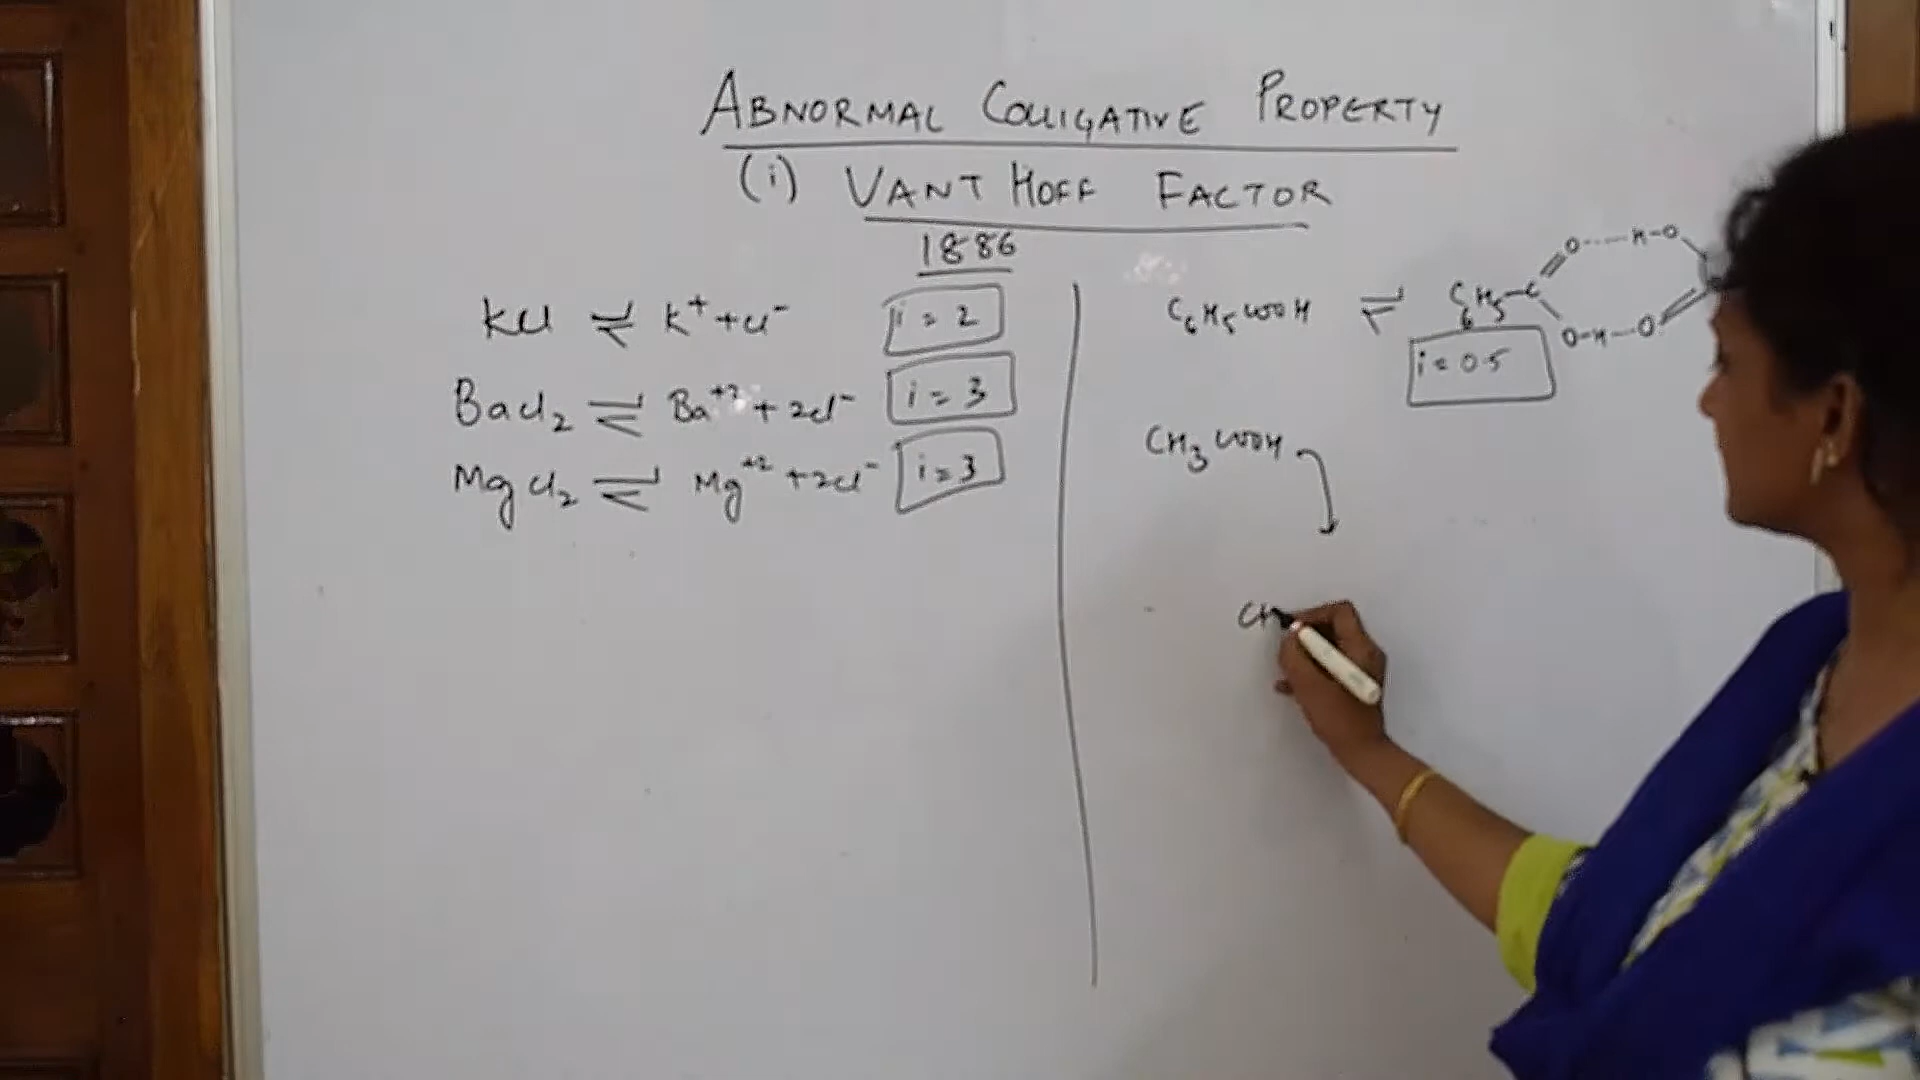 ABNORMAL COLLIGATIVE PROPERTY
(i) VANT HOFF FACTOR
1886
KCl ⇌ K⁺ + Cl⁻ i = 2
BaCl₂ ⇌ Ba⁺² + 2Cl⁻ i = 3
MgCl₂ ⇌ Mg⁺² + 2Cl⁻ i = 3
C₆H₅COOH ⇌ C₆H₅-C
O H-O
O-H O
i = 0.5
CH₃COOH
CH